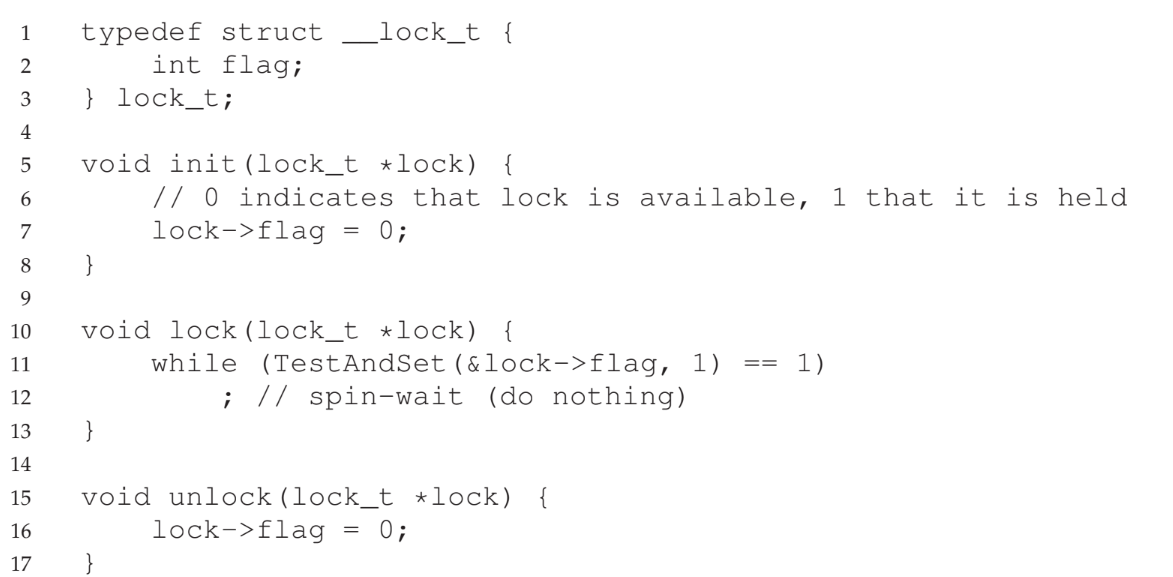 1 typedef struct __lock_t {
2 int flag;
3 } lock_t;
4
5 void init(lock_t *lock) {
6 // 0 indicates that lock is available, 1 that it is held
7 lock->flag = 0;
8 }
9
10 void lock(lock_t *lock) {
11 while (TestAndSet(&lock->flag, 1) == 1)
12 ; // spin-wait (do nothing)
13 }
14
15 void unlock(lock_t *lock) {
16 lock->flag = 0;
17 }